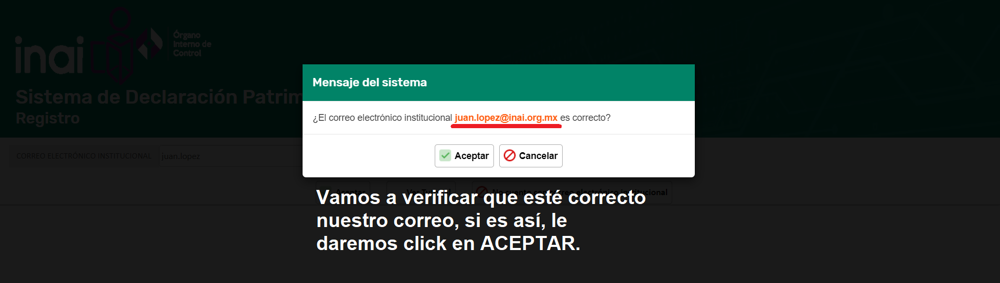 inai
Órgano
Interno de
Control
Sistema de Declaración Patrim
Registro
Mensaje del sistema
¿El correo electrónico institucional juan.lopez@inai.org.mx es correcto?
Aceptar Cancelar
CORREO ELECTRÓNICO INSTITUCIONAL juan.lopez
Vamos a verificar que esté correcto
nuestro correo, si es así, le
daremos click en ACEPTAR.